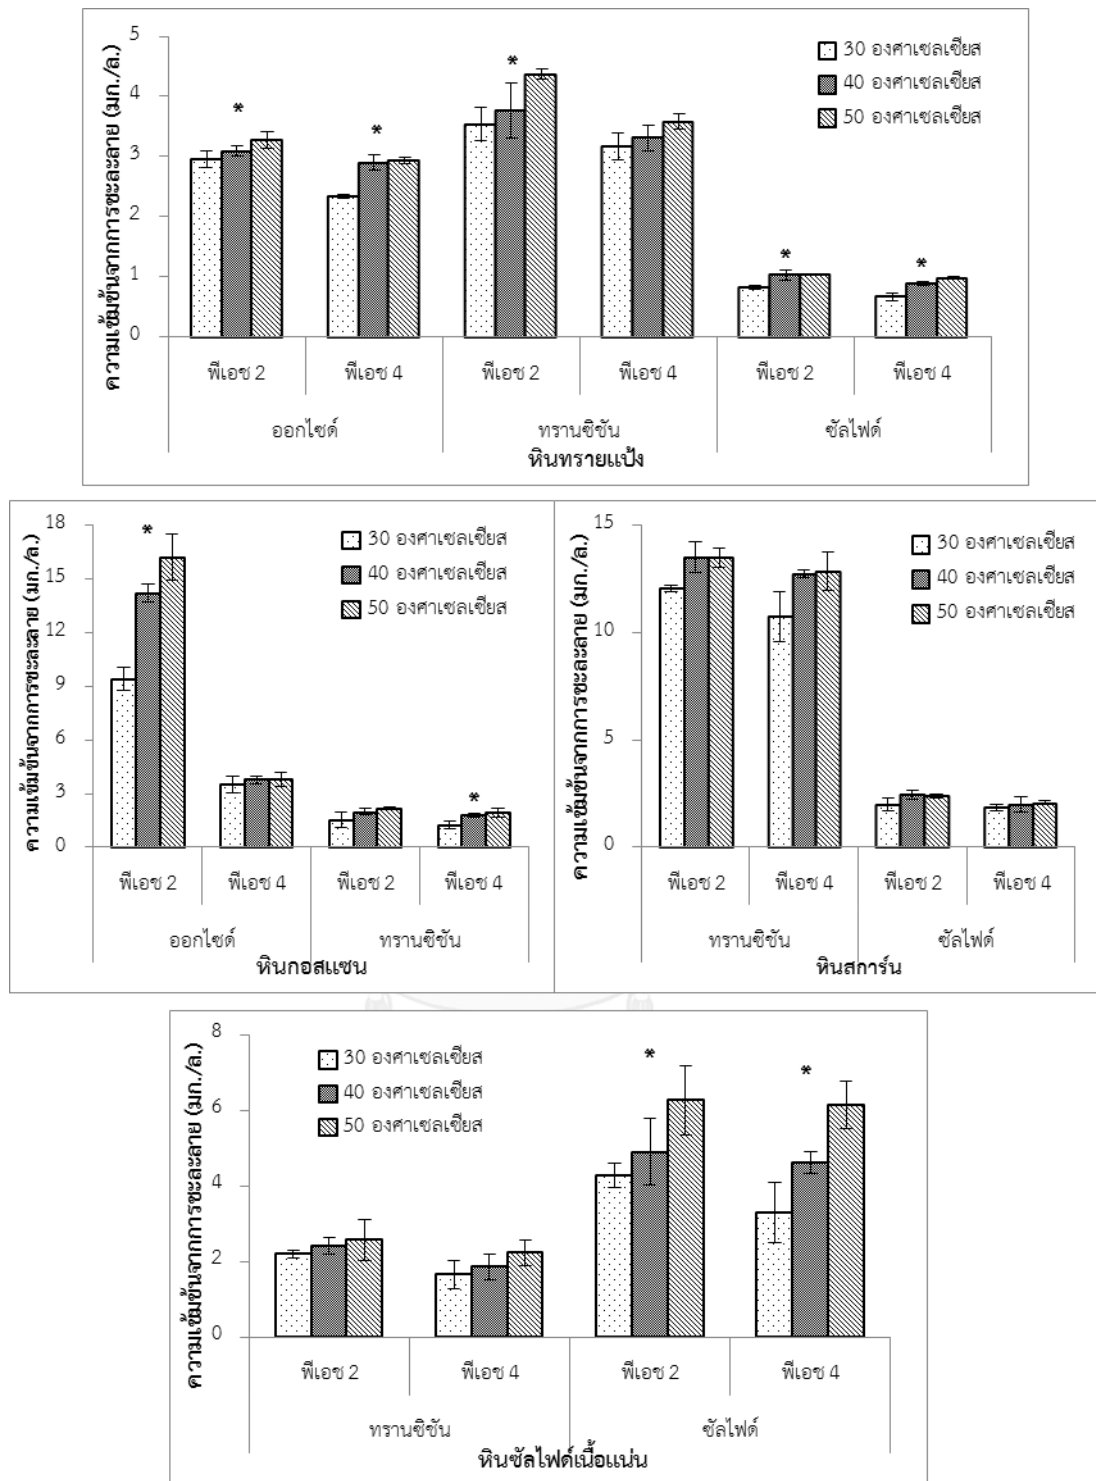 ความเข้มข้นจากการชะละลาย (มก./ล.)
5
4
3
2
1
0
* * * * *
30 องศาเซลเซียส
40 องศาเซลเซียส
50 องศาเซลเซียส
พีเอช 2 พีเอช 4 พีเอช 2 พีเอช 4 พีเอช 2 พีเอช 4
ออกไซด์ ทรานซิชัน ซัลไฟด์
หินทรายแป้ง
ความเข้มข้นจากการชะละลาย (มก./ล.)
18
15
12
9
6
3
0
* *
30 องศาเซลเซียส
40 องศาเซลเซียส
50 องศาเซลเซียส
พีเอช 2 พีเอช 4 พีเอช 2 พีเอช 4
ออกไซด์ ทรานซิชัน
หินกอสแซน
ความเข้มข้นจากการชะละลาย (มก./ล.)
15
10
5
0
30 องศาเซลเซียส
40 องศาเซลเซียส
50 องศาเซลเซียส
พีเอช 2 พีเอช 4 พีเอช 2 พีเอช 4
ทรานซิชัน ซัลไฟด์
หินสการ์น
ความเข้มข้นจากการชะละลาย (มก./ล.)
8
6
4
2
0
* *
30 องศาเซลเซียส
40 องศาเซลเซียส
50 องศาเซลเซียส
พีเอช 2 พีเอช 4 พีเอช 2 พีเอช 4
ทรานซิชัน ซัลไฟด์
หินซัลไฟด์เนื้อแน่น